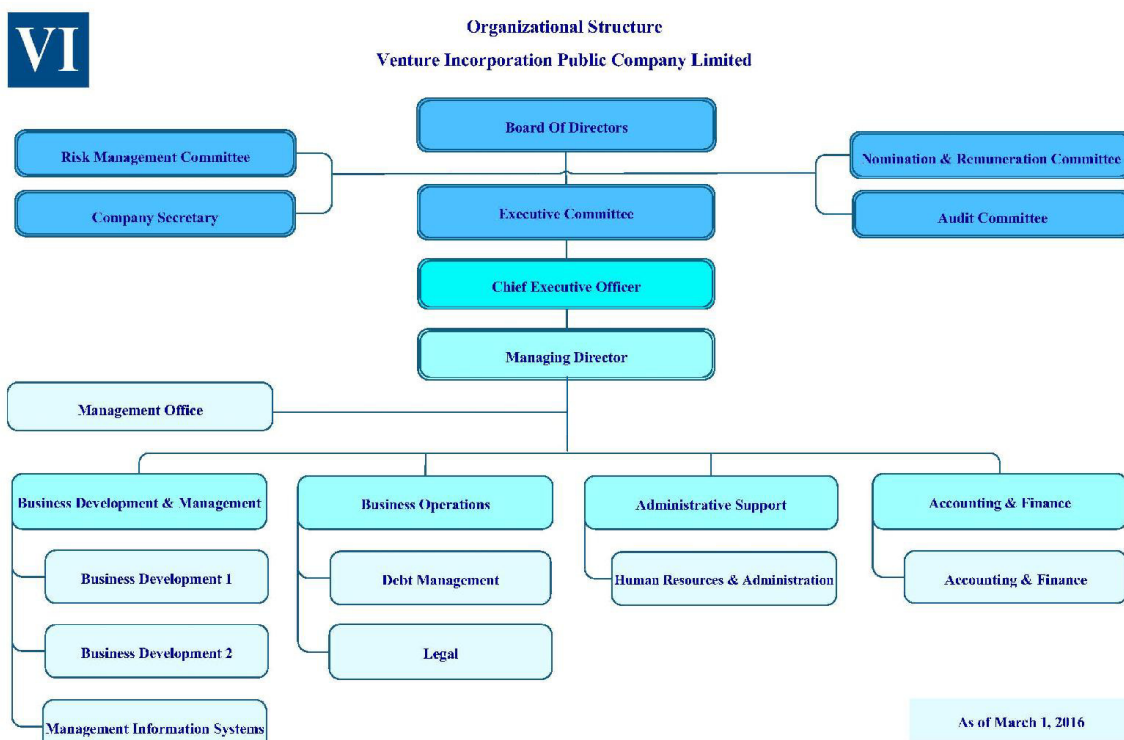 VI
Organizational Structure
Venture Incorporation Public Company Limited
Board Of Directors
Risk Management Committee
Nomination & Remuneration Committee
Company Secretary
Executive Committee
Audit Committee
Chief Executive Officer
Managing Director
Management Office
Business Development & Management
Business Operations
Administrative Support
Accounting & Finance
Business Development 1
Debt Management
Human Resources & Administration
Accounting & Finance
Business Development 2
Legal
Management Information Systems
As of March 1, 2016